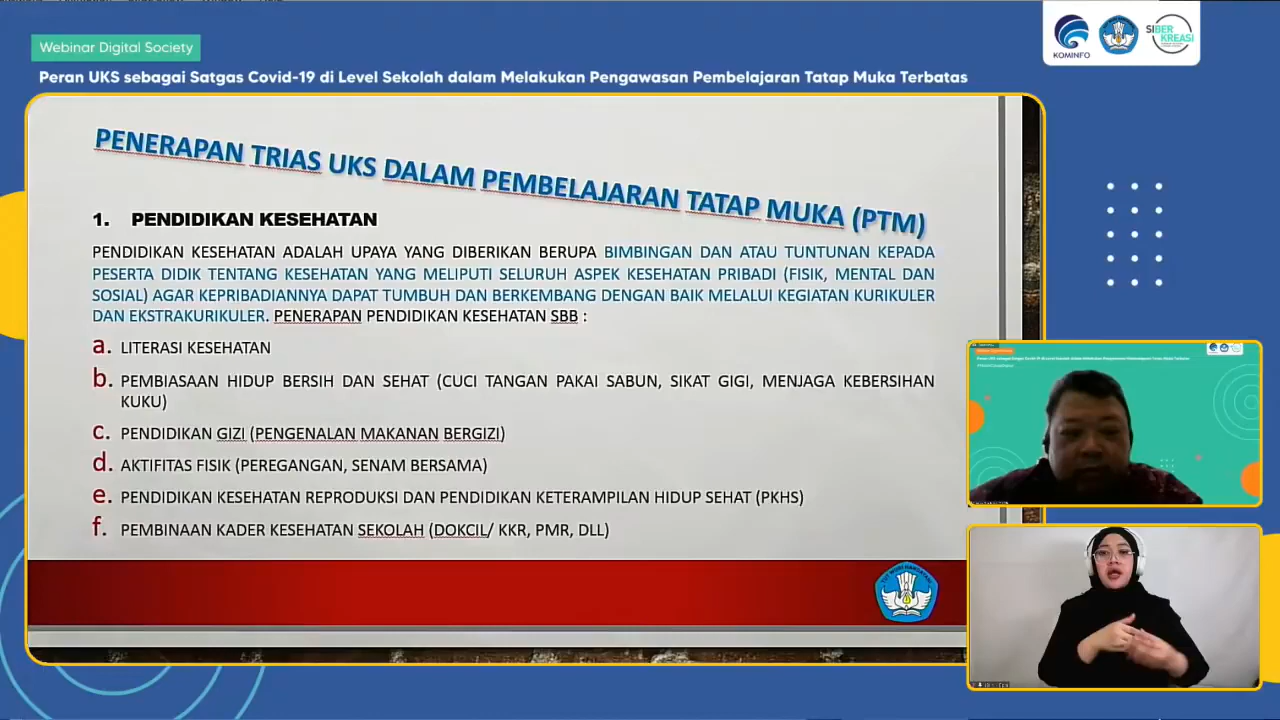 Webinar Digital Society
Peran UKS sebagai Satgas Covid-19 di Level Sekolah dalam Melakukan Pengawasan Pembelajaran Tatap Muka Terbatas
KOMINFO
SIBER
KREASI
PENERAPAN TRIAS UKS DALAM PEMBELAJARAN TATAP MUKA (PTM)
1. PENDIDIKAN KESEHATAN
PENDIDIKAN KESEHATAN ADALAH UPAYA YANG DIBERIKAN BERUPA BIMBINGAN DAN ATAU TUNTUNAN KEPADA
PESERTA DIDIK TENTANG KESEHATAN YANG MELIPUTI SELURUH ASPEK KESEHATAN PRIBADI (FISIK, MENTAL DAN
SOSIAL) AGAR KEPRIBADIANNYA DAPAT TUMBUH DAN BERKEMBANG DENGAN BAIK MELALUI KEGIATAN KURIKULER
DAN EKSTRAKURIKULER. PENERAPAN PENDIDIKAN KESEHATAN SBB :
a. LITERASI KESEHATAN
b. PEMBIASAAN HIDUP BERSIH DAN SEHAT (CUCI TANGAN PAKAI SABUN, SIKAT GIGI, MENJAGA KEBERSIHAN
KUKU)
c. PENDIDIKAN GIZI (PENGENALAN MAKANAN BERGIZI)
d. AKTIFITAS FISIK (PEREGANGAN, SENAM BERSAMA)
e. PENDIDIKAN KESEHATAN REPRODUKSI DAN PENDIDIKAN KETERAMPILAN HIDUP SEHAT (PKHS)
f. PEMBINAAN KADER KESEHATAN SEKOLAH (DOKCIL/ KKR, PMR, DLL)
TUT WURI HANDAYANI